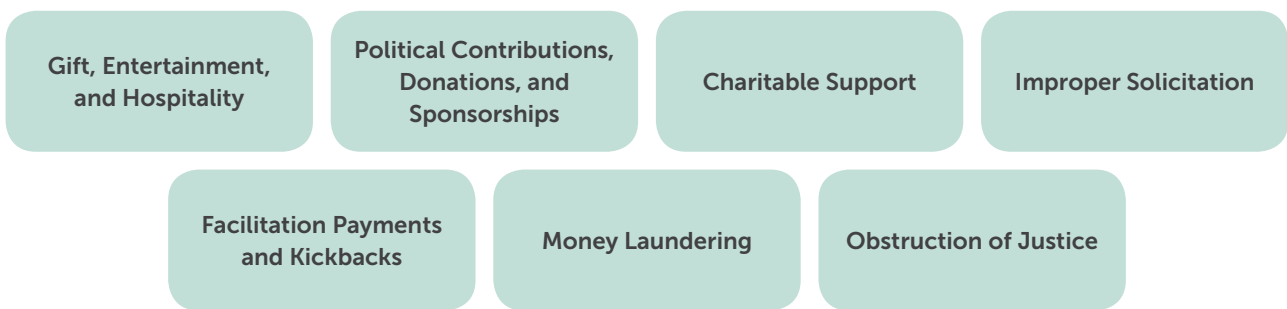 Gift, Entertainment,
and Hospitality
Political Contributions,
Donations, and
Sponsorships
Charitable Support
Improper Solicitation
Facilitation Payments
and Kickbacks
Money Laundering
Obstruction of Justice